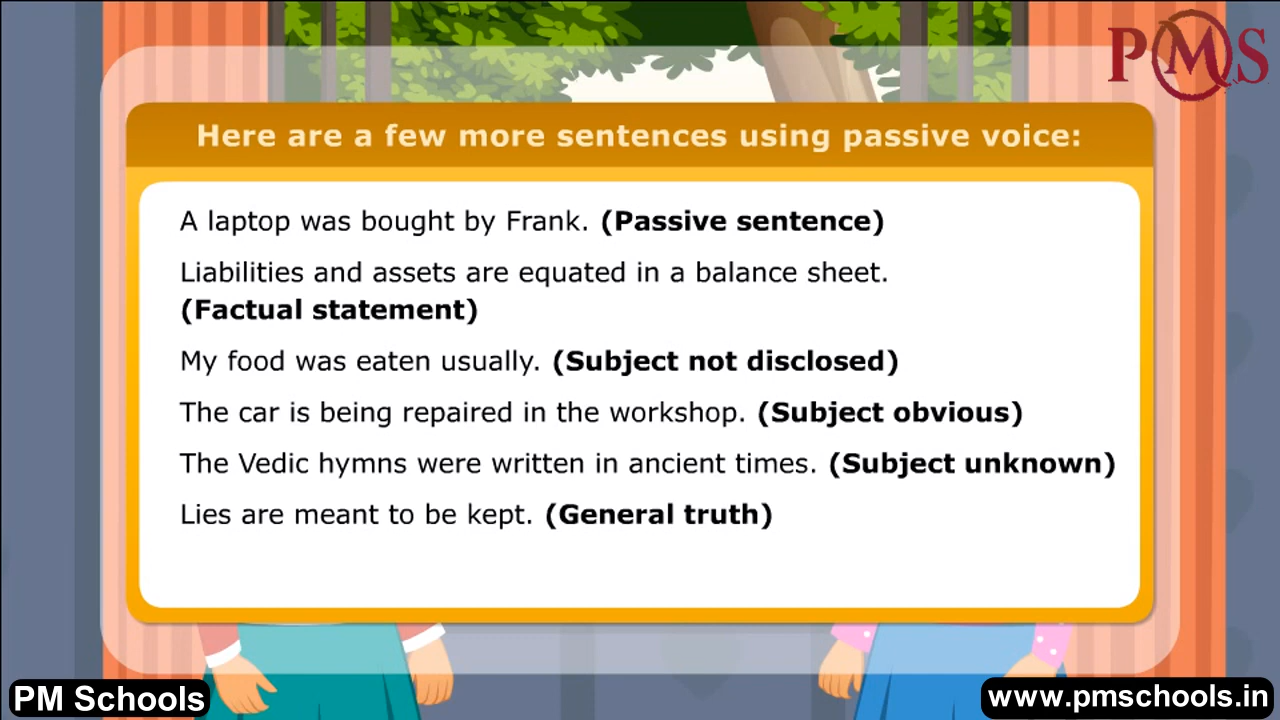 PMS
Here are a few more sentences using passive voice:
A laptop was bought by Frank. (Passive sentence)
Liabilities and assets are equated in a balance sheet.
(Factual statement)
My food was eaten usually. (Subject not disclosed)
The car is being repaired in the workshop. (Subject obvious)
The Vedic hymns were written in ancient times. (Subject unknown)
Lies are meant to be kept. (General truth)
PM Schools
www.pmschools.in